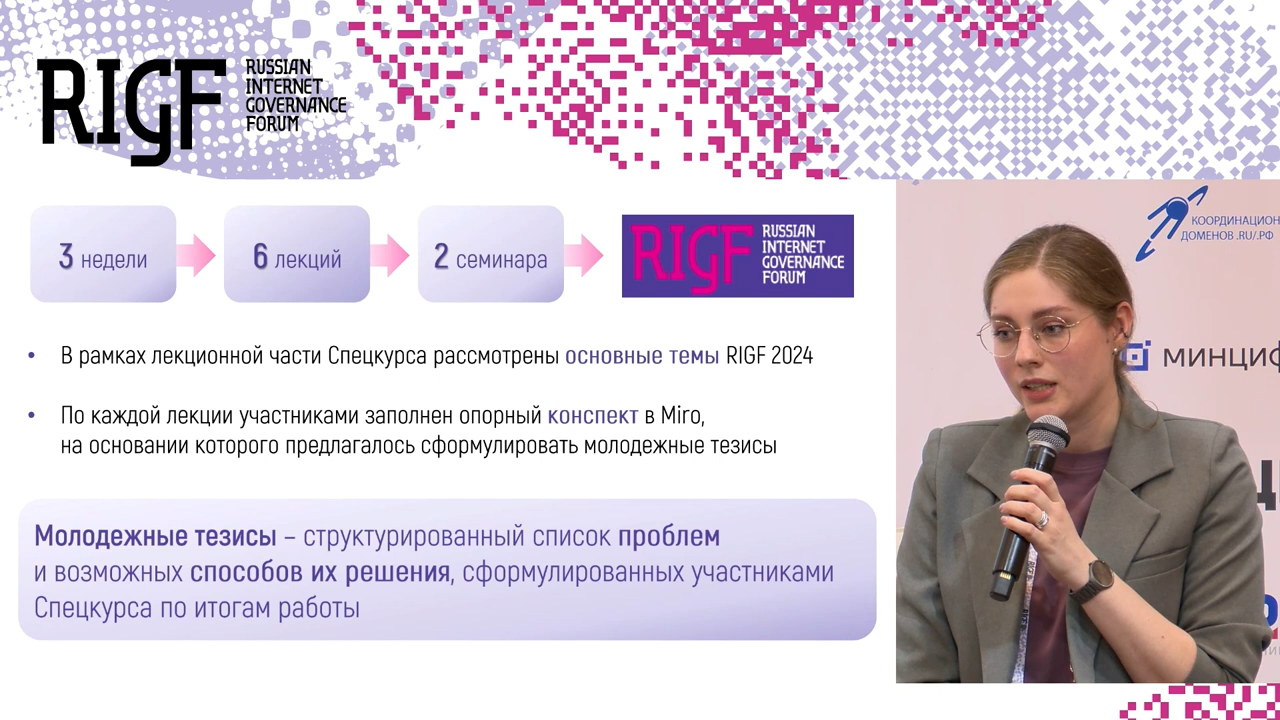 RIGF
RUSSIAN
INTERNET
GOVERNANCE
FORUM
3 недели
6 лекций
2 семинара
RIGF
RUSSIAN
INTERNET
GOVERNANCE
FORUM
• В рамках лекционной части Спецкурса рассмотрены основные темы RIGF 2024
• По каждой лекции участниками заполнен опорный конспект в Miro,
на основании которого предлагалось сформулировать молодежные тезисы
Молодежные тезисы – структурированный список проблем
и возможных способов их решения, сформулированных участниками
Спецкурса по итогам работы
КООРДИНАЦИОН
ДОМЕНОВ .RU/.РФ
МИНЦИФ